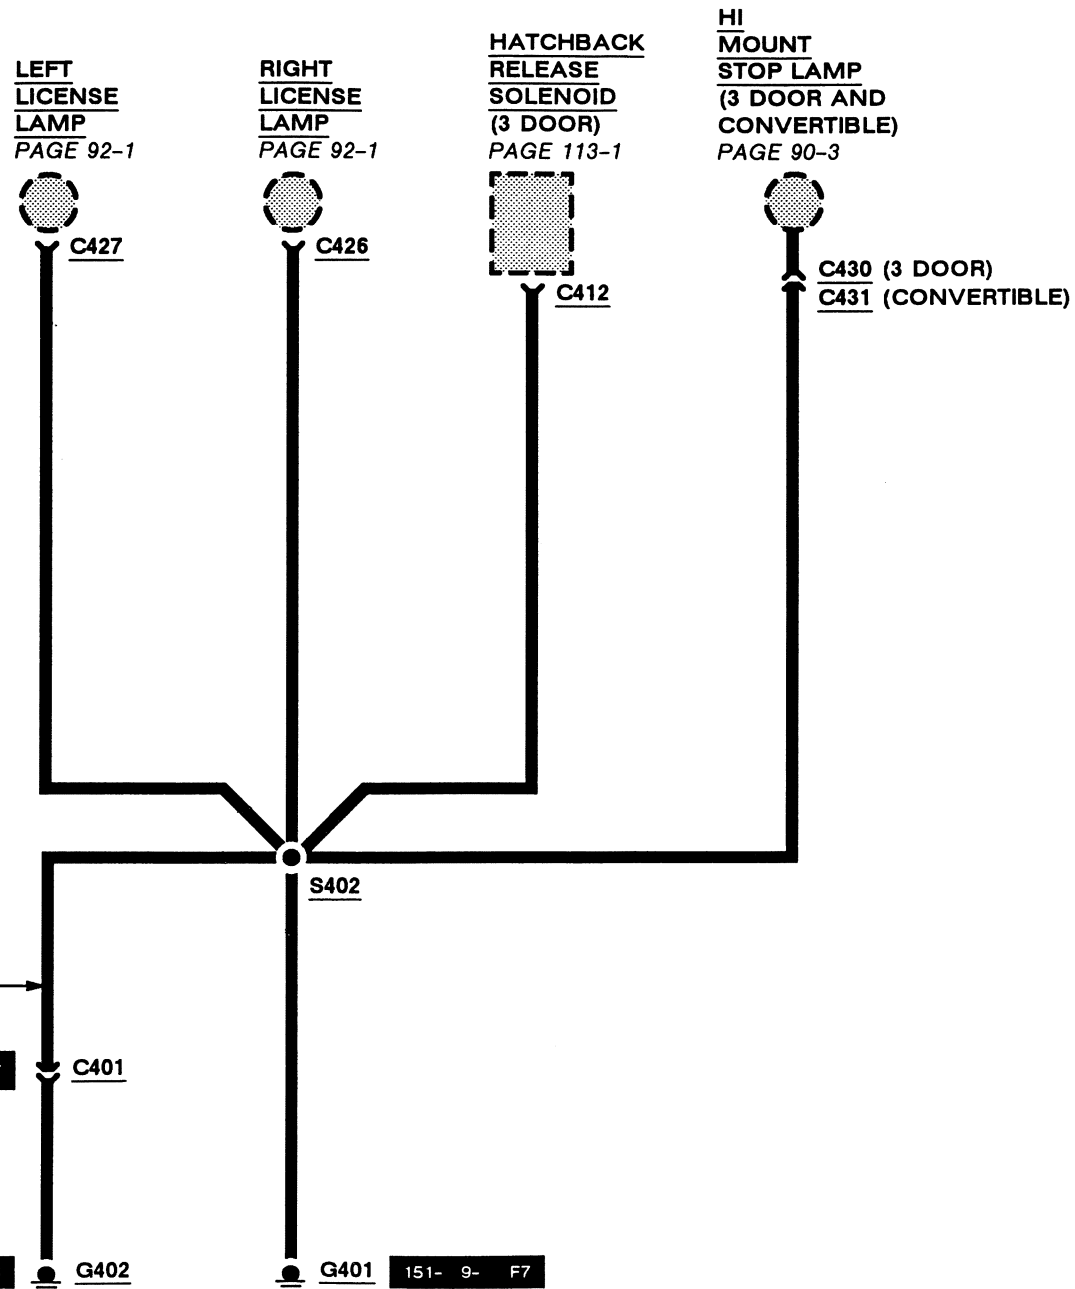 LEFT
LICENSE
LAMP
PAGE 92-1
RIGHT
LICENSE
LAMP
PAGE 92-1
HATCHBACK
RELEASE
SOLENOID
(3 DOOR)
PAGE 113-1
HI
MOUNT
STOP LAMP
(3 DOOR AND
CONVERTIBLE)
PAGE 90-3
C427
C426
C412
C430 (3 DOOR)
C431 (CONVERTIBLE)
S402
C401
G402
G401
151- 9- F7